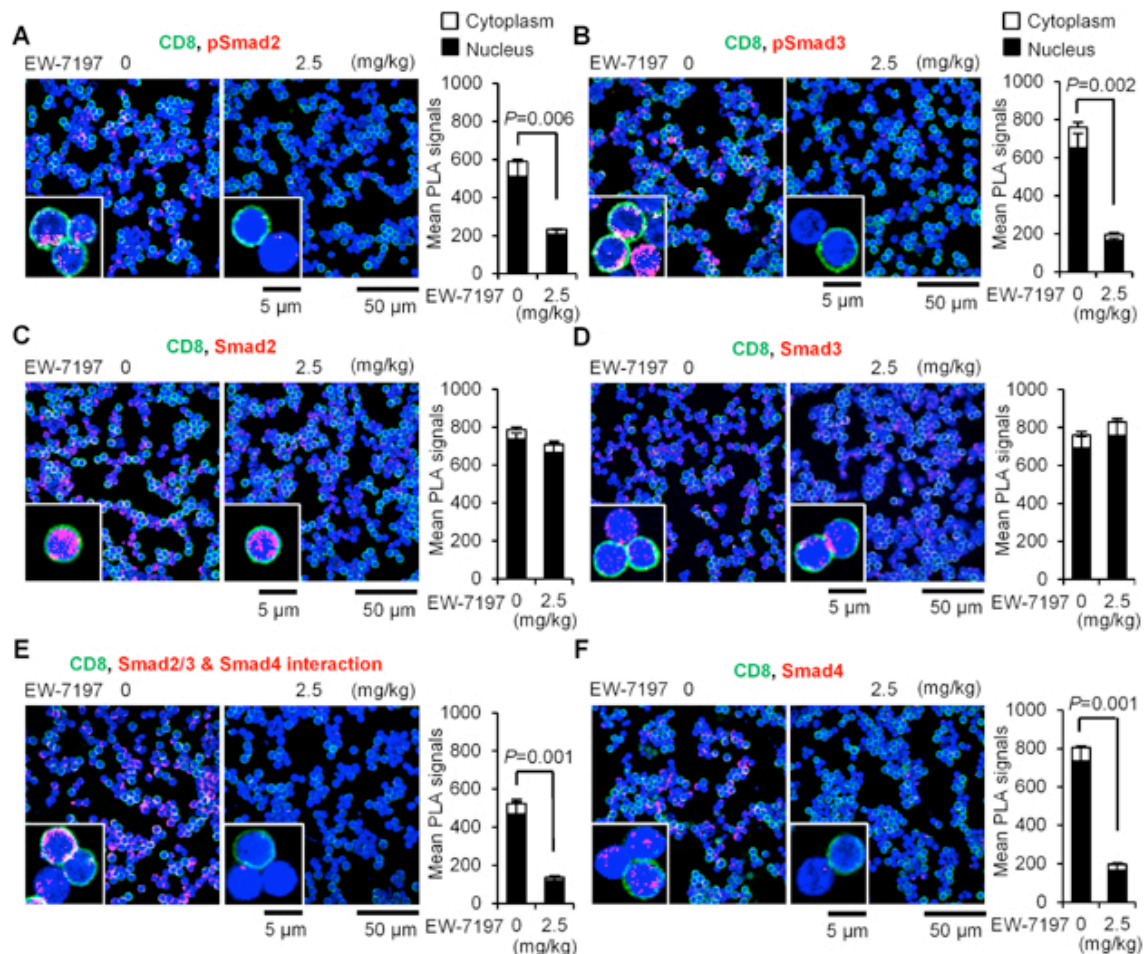 A
CD8, pSmad2
EW-7197 0 2.5 (mg/kg)
Cytoplasm
Nucleus
1000
800
600
400
200
0
Mean PLA signals
P=0.006
5 µm 50 µm
EW-7197 0 2.5
(mg/kg)
B
CD8, pSmad3
EW-7197 0 2.5 (mg/kg)
Cytoplasm
Nucleus
1000
800
600
400
200
0
Mean PLA signals
P=0.002
5 µm 50 µm
EW-7197 0 2.5
(mg/kg)
C
CD8, Smad2
EW-7197 0 2.5 (mg/kg)
1000
800
600
400
200
0
Mean PLA signals
5 µm 50 µm
EW-7197 0 2.5
(mg/kg)
D
CD8, Smad3
EW-7197 0 2.5 (mg/kg)
1000
800
600
400
200
0
Mean PLA signals
5 µm 50 µm
EW-7197 0 2.5
(mg/kg)
E
CD8, Smad2/3 & Smad4 interaction
EW-7197 0 2.5 (mg/kg)
1000
800
600
400
200
0
Mean PLA signals
P=0.001
5 µm 50 µm
EW-7197 0 2.5
(mg/kg)
F
CD8, Smad4
EW-7197 0 2.5 (mg/kg)
1000
800
600
400
200
0
Mean PLA signals
P=0.001
5 µm 50 µm
EW-7197 0 2.5
(mg/kg)